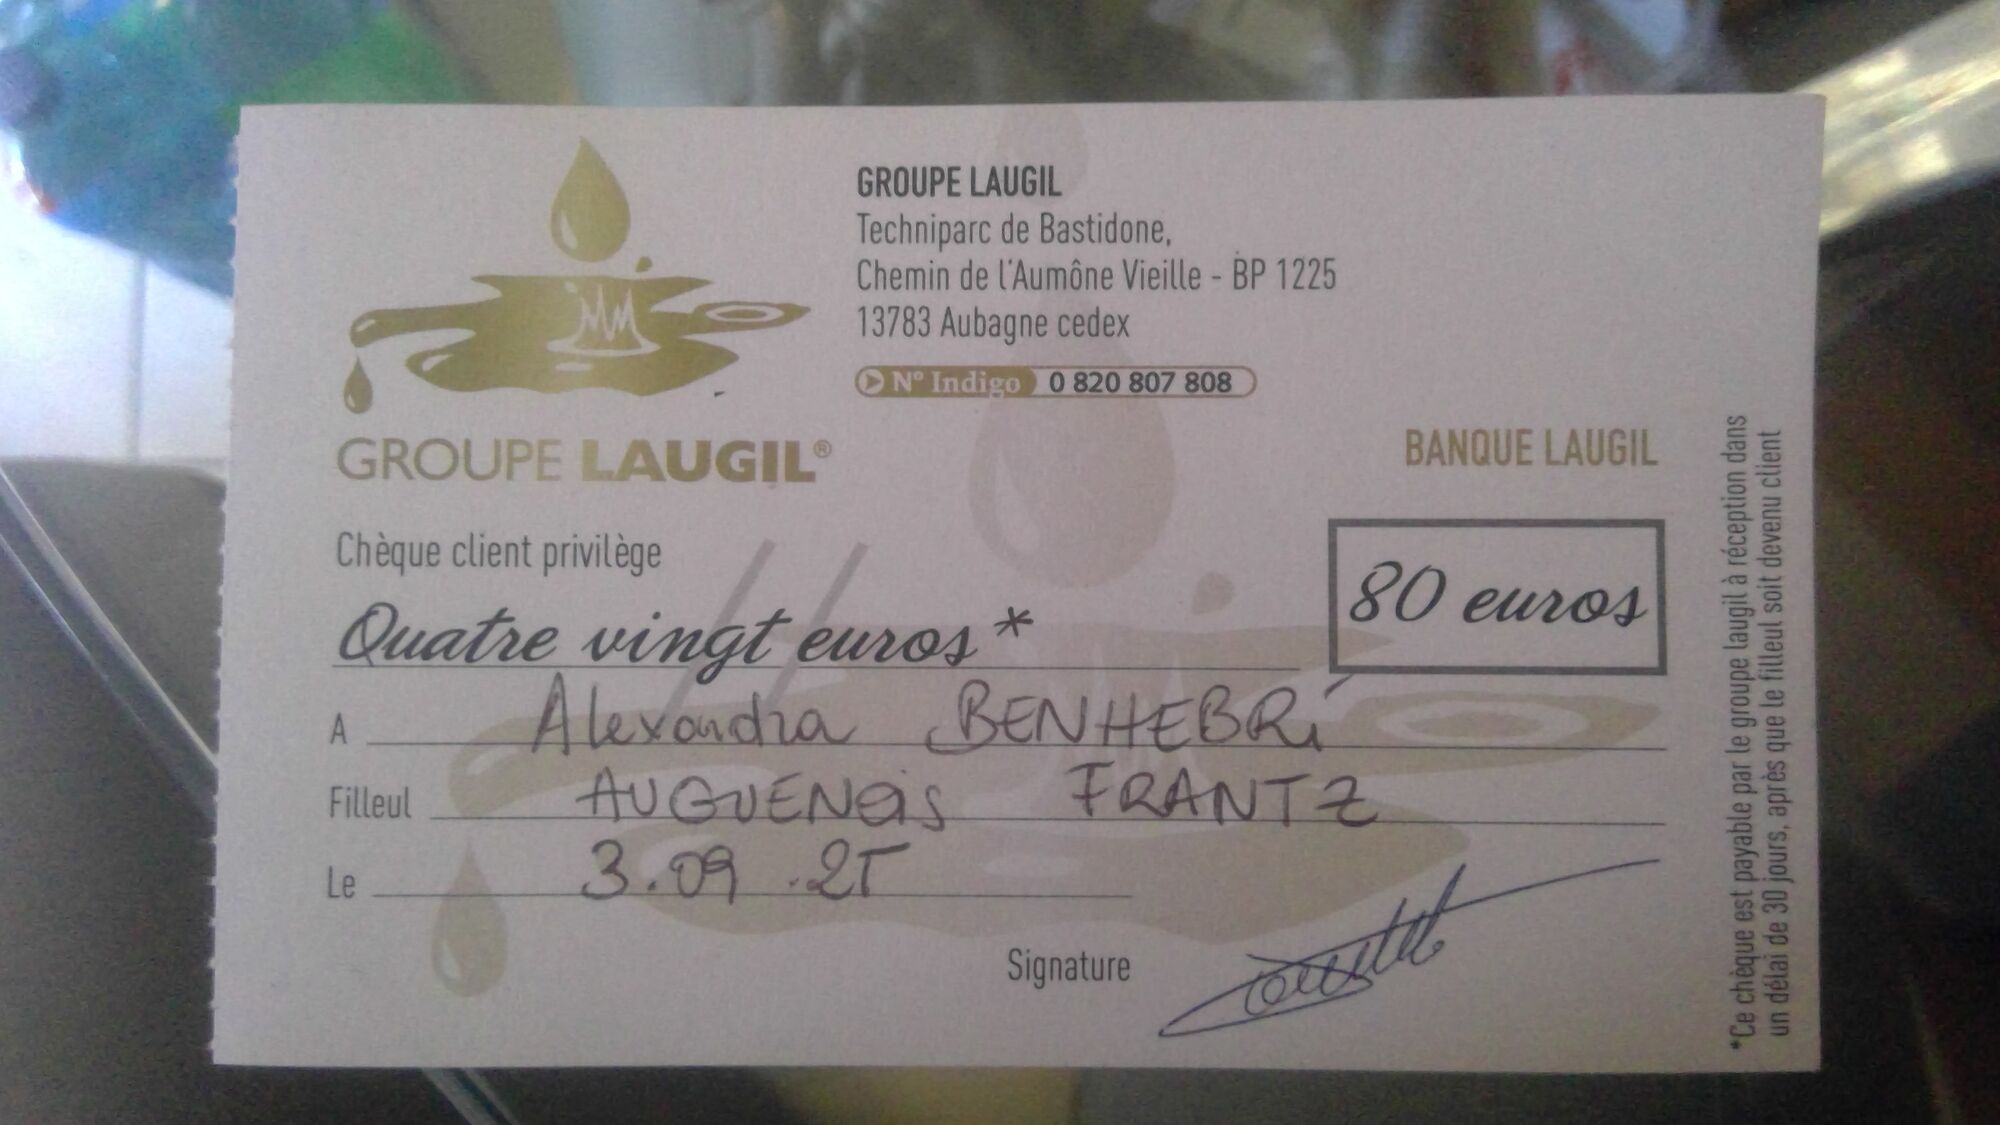 GROUPE LAUGIL
Techniparc de Bastidone,
Chemin de l'Aumône Vieille - BP 1225
13783 Aubagne cedex
N° Indigo 0 820 807 808
GROUPE LAUGIL®
BANQUE LAUGIL
Chèque client privilège
Quatre vingt euros*
80 euros
A Alexandra BENHEBRi
Filleul AUGUENOIS FRANTZ
Le 3.09.25
Signature
*Ce chèque est payable par le groupe laugil à réception dans
un délai de 30 jours, après que le filleul soit devenu client